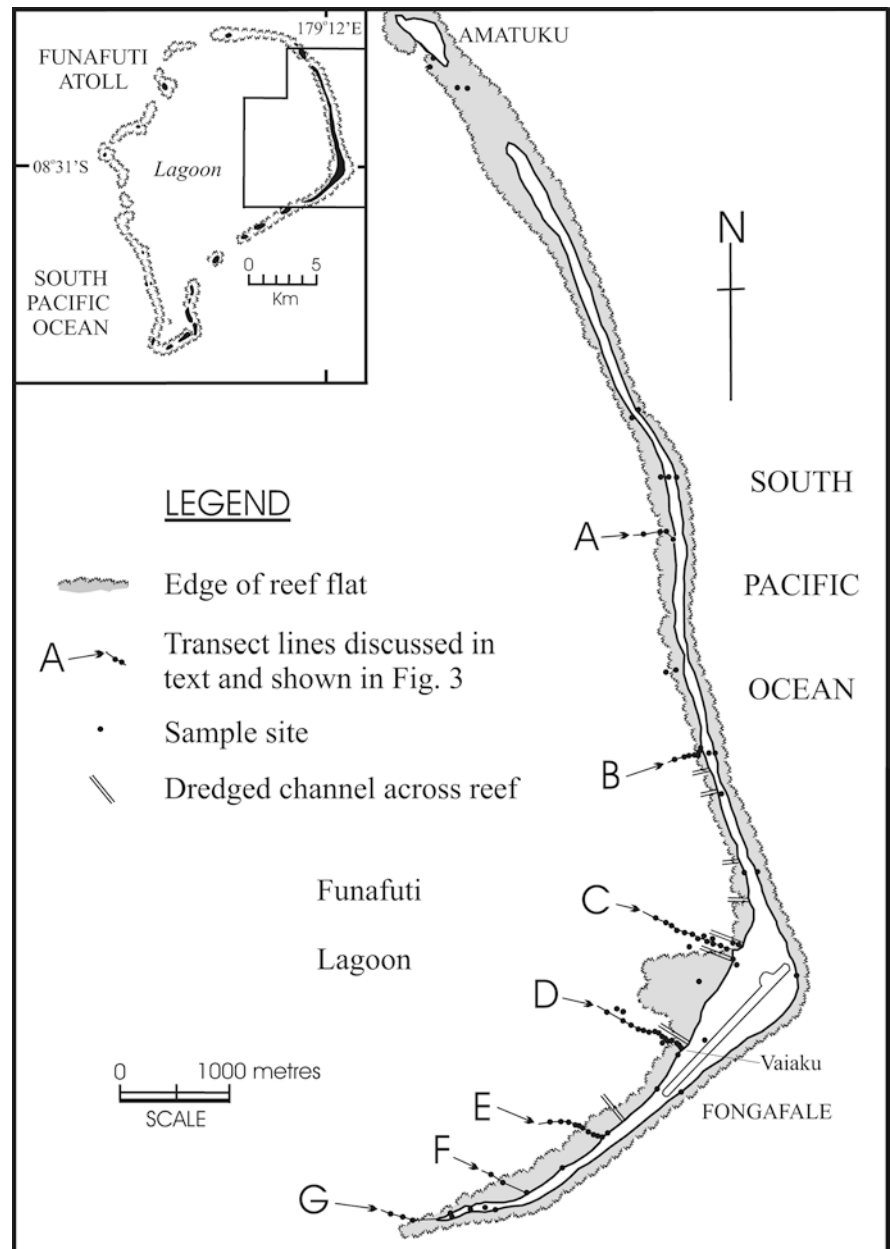 179°12'E
FUNAFUTI
ATOLL
08°31'S
Lagoon
SOUTH
PACIFIC
OCEAN
0 5
Km
AMATUKU
N
SOUTH
PACIFIC
OCEAN
LEGEND
Edge of reef flat
A
Transect lines discussed in
text and shown in Fig. 3
Sample site
Dredged channel across reef
A
B
Funafuti
Lagoon
C
D
Vaiaku
0 1000 metres
SCALE
E
FONGAFALE
F
G